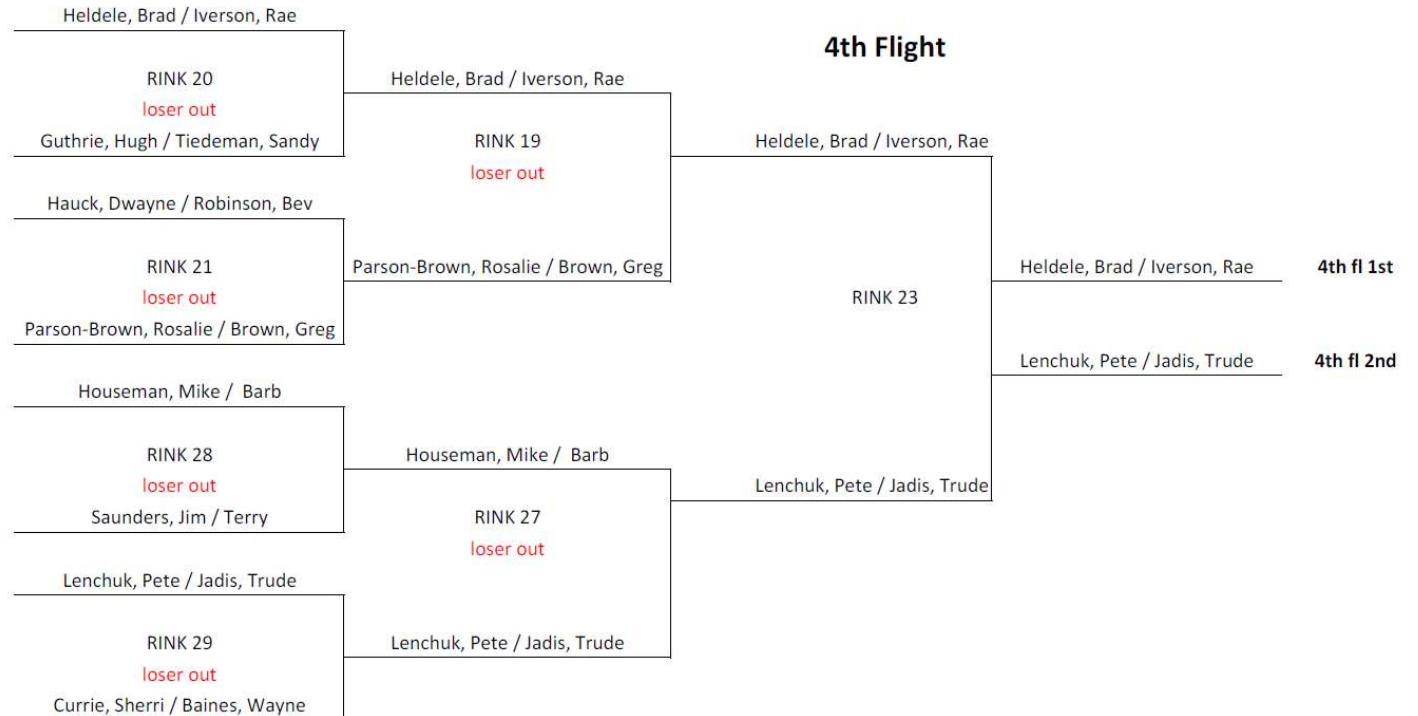 4th Flight
Heldele, Brad / Iverson, Rae
RINK 20
loser out
Guthrie, Hugh / Tiedeman, Sandy
Hauck, Dwayne / Robinson, Bev
RINK 21
loser out
Parson-Brown, Rosalie / Brown, Greg
Houseman, Mike /  Barb
RINK 28
loser out
Saunders, Jim / Terry
Lenchuk, Pete / Jadis, Trude
RINK 29
loser out
Currie, Sherri / Baines, Wayne
Heldele, Brad / Iverson, Rae
RINK 19
loser out
Parson-Brown, Rosalie / Brown, Greg
Houseman, Mike /  Barb
RINK 27
loser out
Lenchuk, Pete / Jadis, Trude
Heldele, Brad / Iverson, Rae
RINK 23
Lenchuk, Pete / Jadis, Trude
Heldele, Brad / Iverson, Rae
4th fl 1st
Lenchuk, Pete / Jadis, Trude
4th fl 2nd